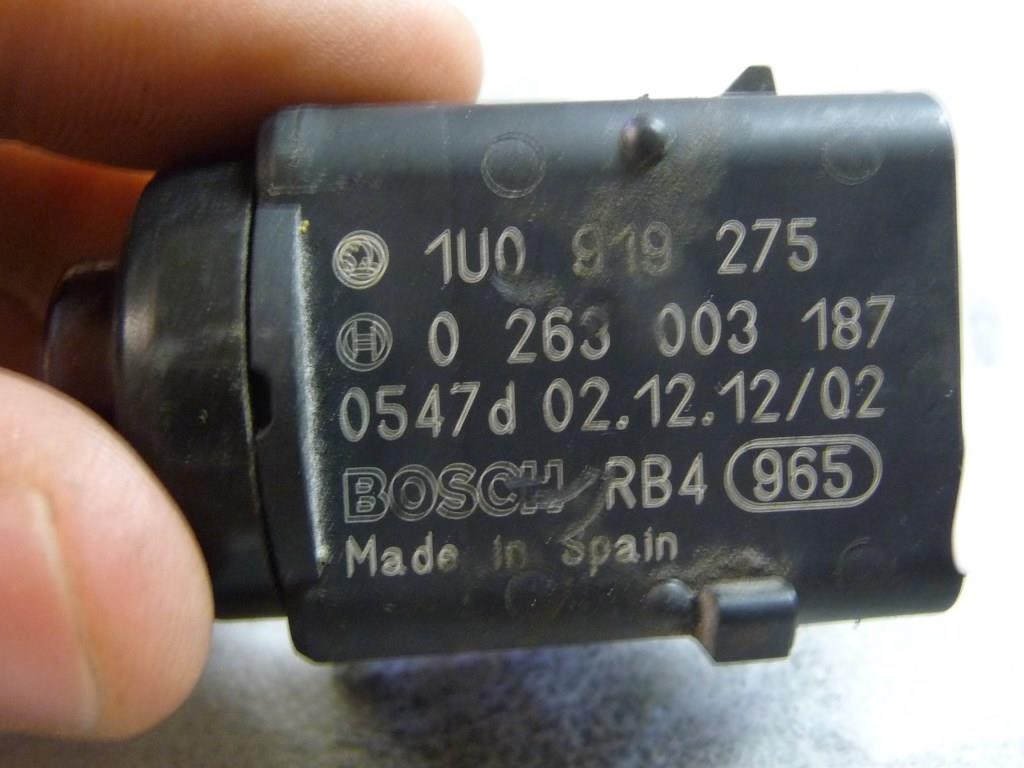 1U0 919 275
0 263 003 187
0547d 02.12.12/02
BOSCH RB4 965
Made in Spain